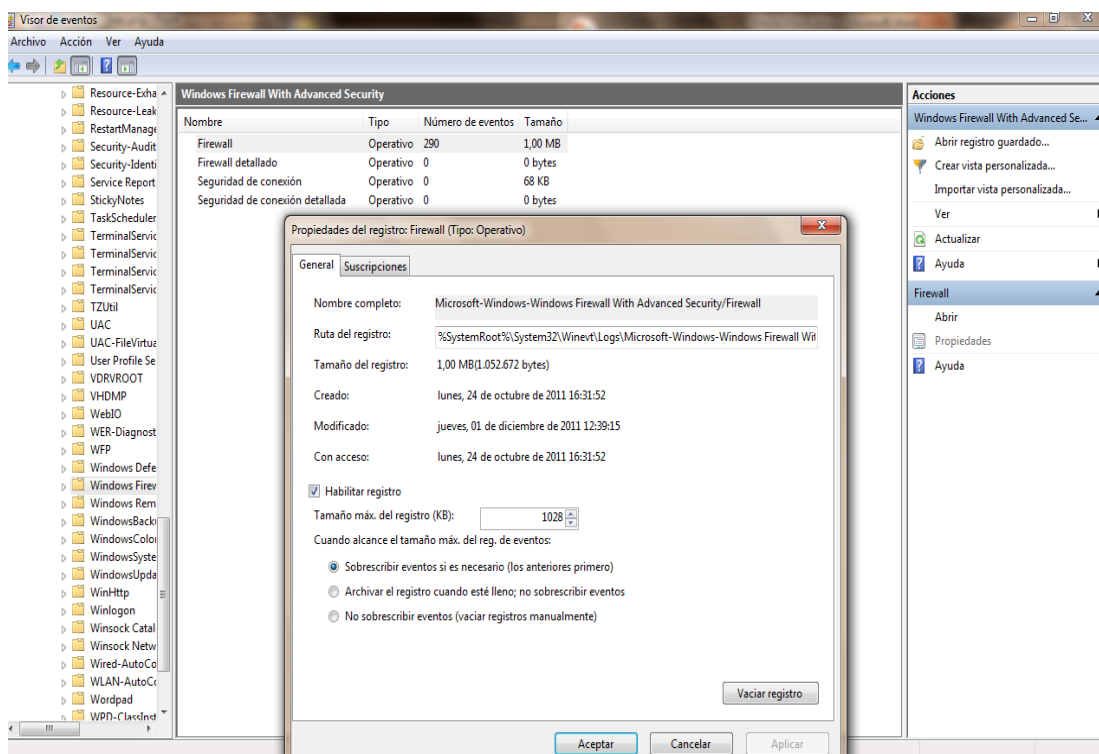 Visor de eventos
Archivo Acción Ver Ayuda
Resource-Exha
Resource-Leak
RestartManage
Security-Audit
Security-Identi
Service Report
StickyNotes
TaskScheduler
TerminalServic
TerminalServic
TerminalServic
TerminalServic
TZUtil
UAC
UAC-FileVirtua
User Profile Se
VDRVROOT
VHDMP
WebIO
WER-Diagnost
WFP
Windows Defe
Windows Firew
Windows Rem
WindowsBack
WindowsColor
WindowsSyste
WindowsUpda
WinHttp
Winlogon
Winsock Catal
Winsock Netw
Wired-AutoCo
WLAN-AutoCo
Wordpad
WPD-ClassInst
Windows Firewall With Advanced Security
Nombre Tipo Número de eventos Tamaño
Firewall Operativo 290 1,00 MB
Firewall detallado Operativo 0 0 bytes
Seguridad de conexión Operativo 0 68 KB
Seguridad de conexión detallada Operativo 0 0 bytes
Propiedades del registro: Firewall (Tipo: Operativo)
General Suscripciones
Nombre completo: Microsoft-Windows-Windows Firewall With Advanced Security/Firewall
Ruta del registro: %SystemRoot%\System32\Winevt\Logs\Microsoft-Windows-Windows Firewall Wit
Tamaño del registro: 1,00 MB(1.052.672 bytes)
Creado: lunes, 24 de octubre de 2011 16:31:52
Modificado: jueves, 01 de diciembre de 2011 12:39:15
Con acceso: lunes, 24 de octubre de 2011 16:31:52
Habilitar registro
Tamaño máx. del registro (KB): 1028
Cuando alcance el tamaño máx. del reg. de eventos:
Sobrescribir eventos si es necesario (los anteriores primero)
Archivar el registro cuando esté lleno; no sobrescribir eventos
No sobrescribir eventos (vaciar registros manualmente)
Vaciar registro
Aceptar Cancelar Aplicar
Acciones
Windows Firewall With Advanced Se...
Abrir registro guardado...
Crear vista personalizada...
Importar vista personalizada...
Ver
Actualizar
Ayuda
Firewall
Abrir
Propiedades
Ayuda